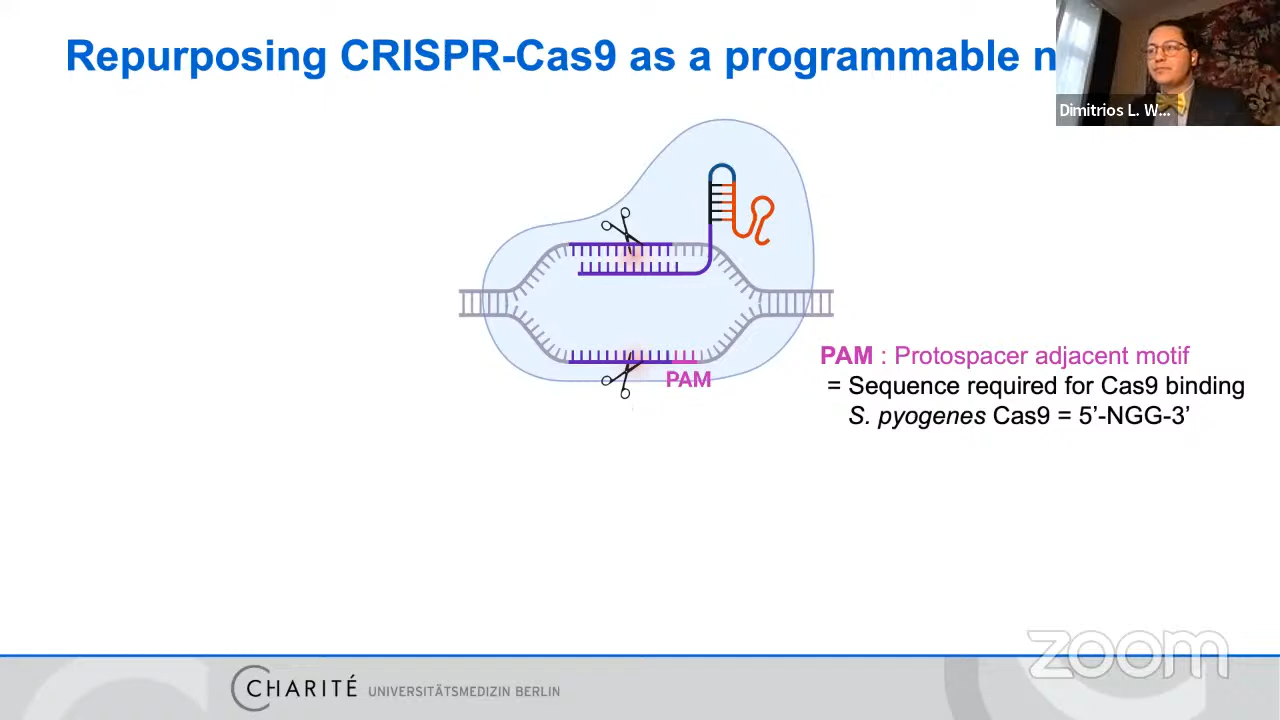 Repurposing CRISPR-Cas9 as a programmable n
Dimitrios L. W...
PAM
PAM : Protospacer adjacent motif
= Sequence required for Cas9 binding
S. pyogenes Cas9 = 5’-NGG-3’
zoom
CHARITÉ UNIVERSITÄTSMEDIZIN BERLIN